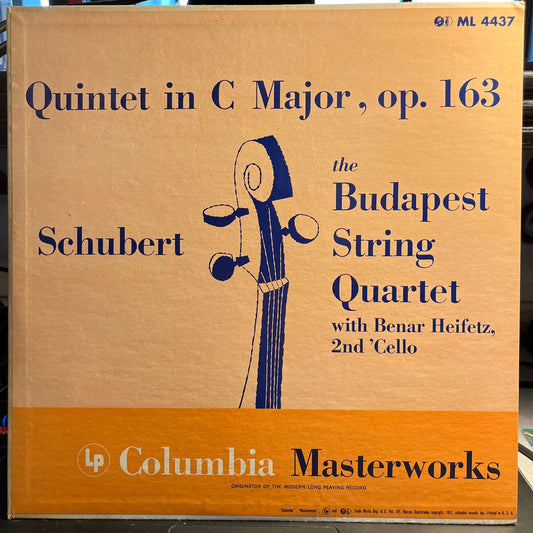 ML 4437
Quintet in C Major, op. 163
the
Budapest
String
Quartet
with Benar Heifetz,
2nd 'Cello
Schubert
LP Columbia Masterworks
ORIGINATOR OF THE MODERN LONG PLAYING RECORD